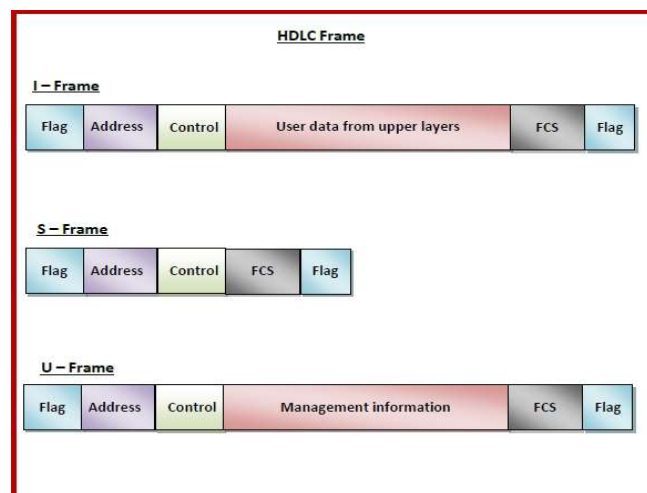 HDLC Frame
I – Frame
Flag Address Control User data from upper layers FCS Flag
S – Frame
Flag Address Control FCS Flag
U – Frame
Flag Address Control Management information FCS Flag